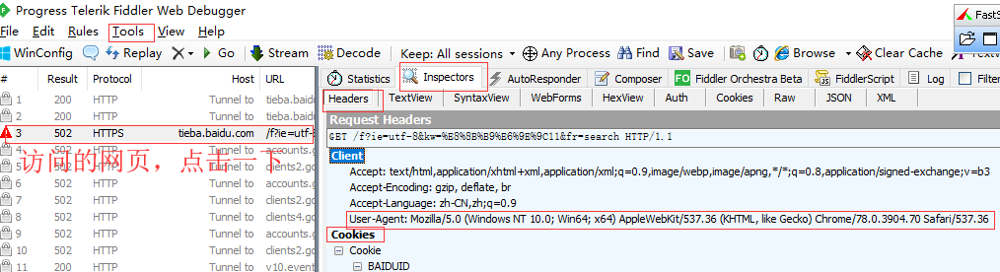 Progress Telerik Fiddler Web Debugger
File Edit Rules Tools View Help
WinConfig Replay Go Stream Decode Keep: All sessions Any Process Find Save Browse Clear Cache
FastS
# Result Protocol Host URL
1 200 HTTP Tunnel to tieba.baidu
2 200 HTTP Tunnel to tieba.baidu
3 502 HTTPS tieba.baidu.com /f?ie=utf-
访问的网页，点击一下
502 HTTP Tunnel to accounts.g
5 502 HTTP Tunnel to clients2.go
6 502 HTTP Tunnel to accounts.g
7 502 HTTP Tunnel to clients2.go
8 502 HTTP Tunnel to clients4.go
9 502 HTTP Tunnel to accounts.g
10 502 HTTP Tunnel to clients2.go
11 200 HTTP Tunnel to v10.event
Statistics Inspectors AutoResponder Composer FO Fiddler Orchestra Beta FiddlerScript Log Filter
Headers TextView SyntaxView WebForms HexView Auth Cookies Raw JSON XML
Request Headers
GET /f?ie=utf-8&kw=%E8%8B%B9%E6%9E%9C11&fr=search HTTP/1.1
Client
Accept: text/html,application/xhtml+xml,application/xml;q=0.9,image/webp,image/apng,*/*;q=0.8,application/signed-exchange;v=b3
Accept-Encoding: gzip, deflate, br
Accept-Language: zh-CN,zh;q=0.9
User-Agent: Mozilla/5.0 (Windows NT 10.0; Win64; x64) AppleWebKit/537.36 (KHTML, like Gecko) Chrome/78.0.3904.70 Safari/537.36
Cookies
Cookie
BAIDUID